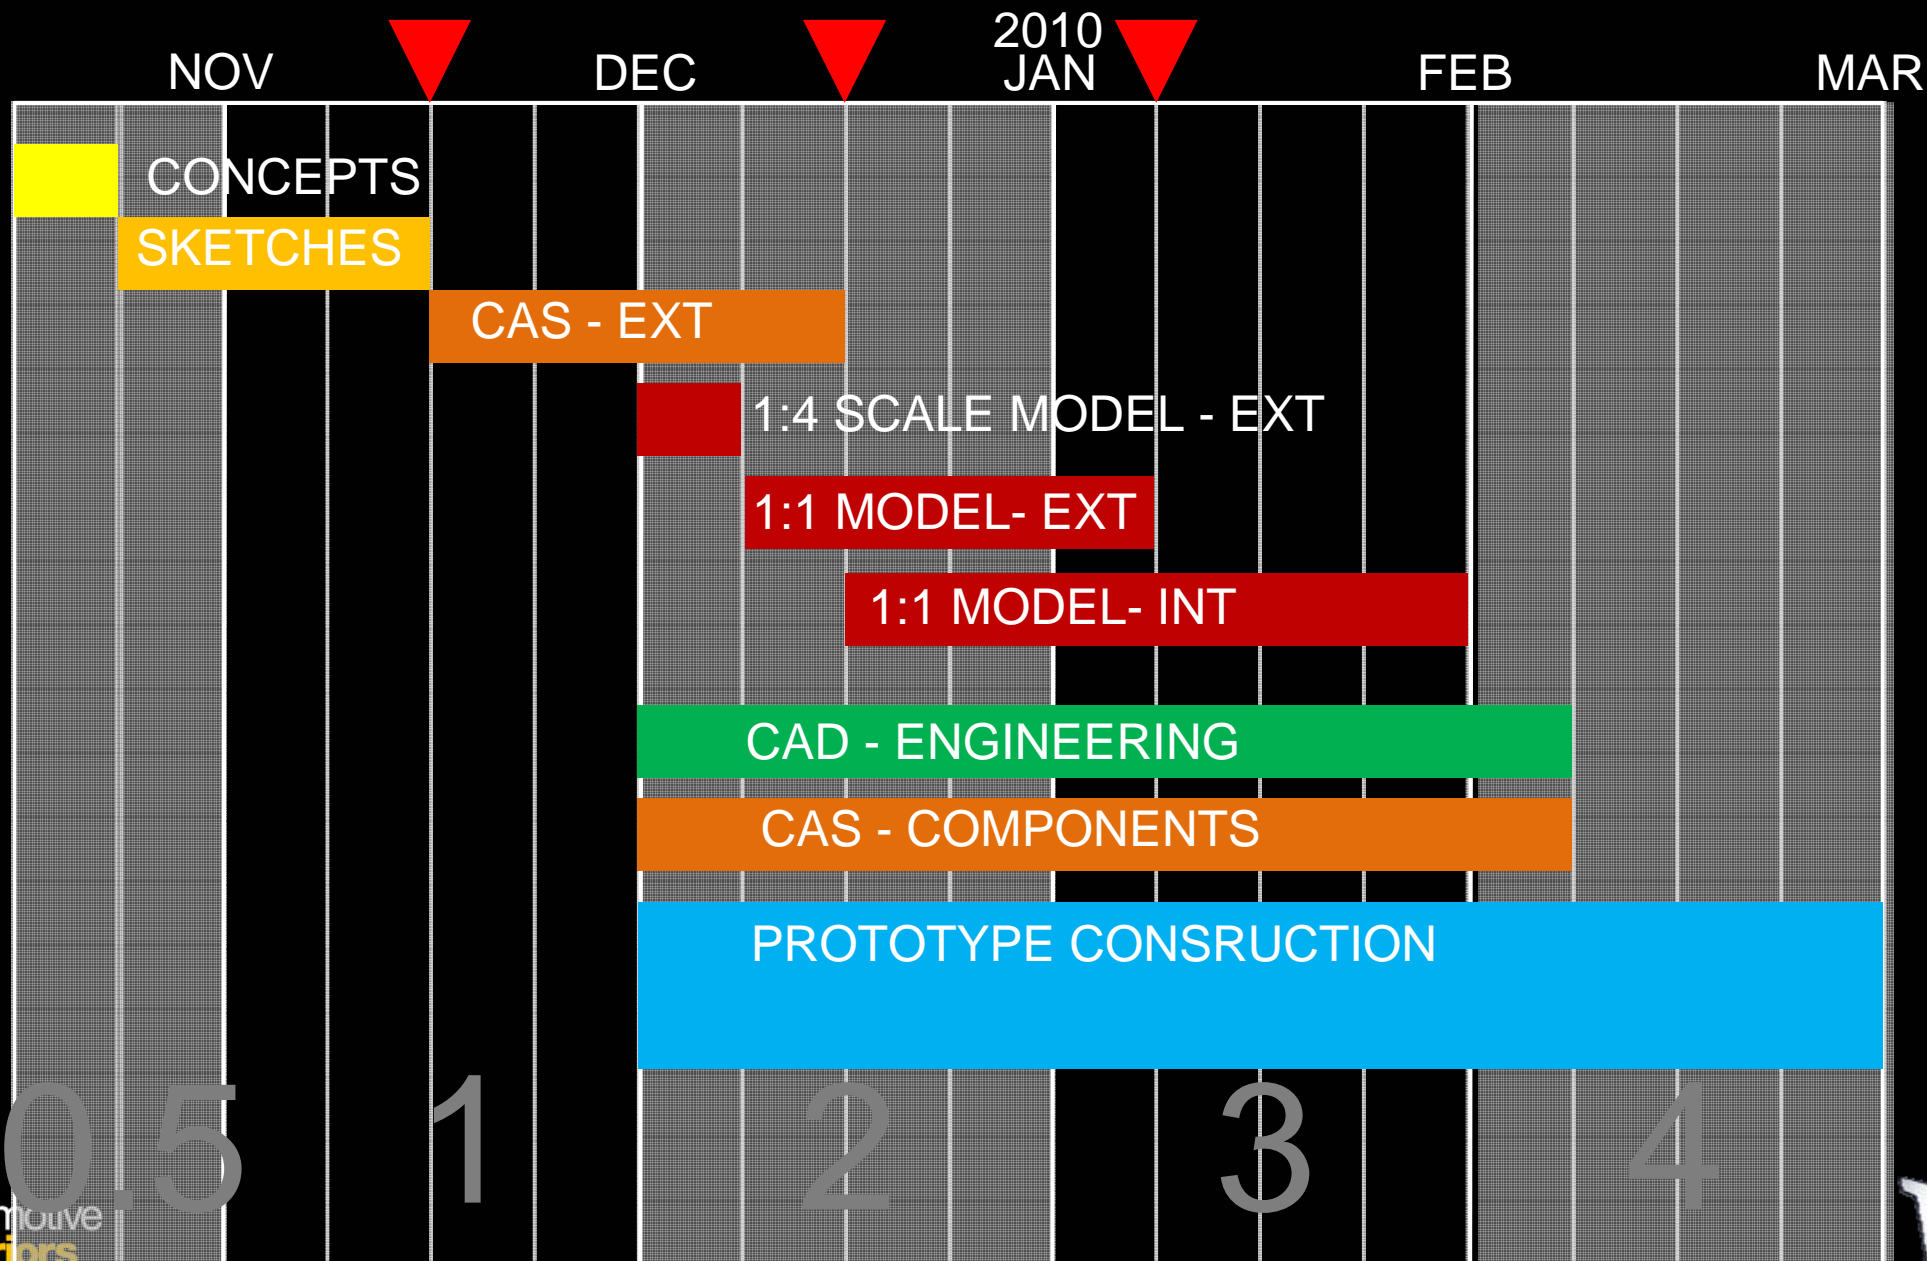 2010
NOV DEC JAN FEB MAR
CONCEPTS
SKETCHES
CAS - EXT
1:4 SCALE MODEL - EXT
1:1 MODEL- EXT
1:1 MODEL- INT
CAD - ENGINEERING
CAS - COMPONENTS
PROTOTYPE CONSRUCTION
0.5 1 2 3 4